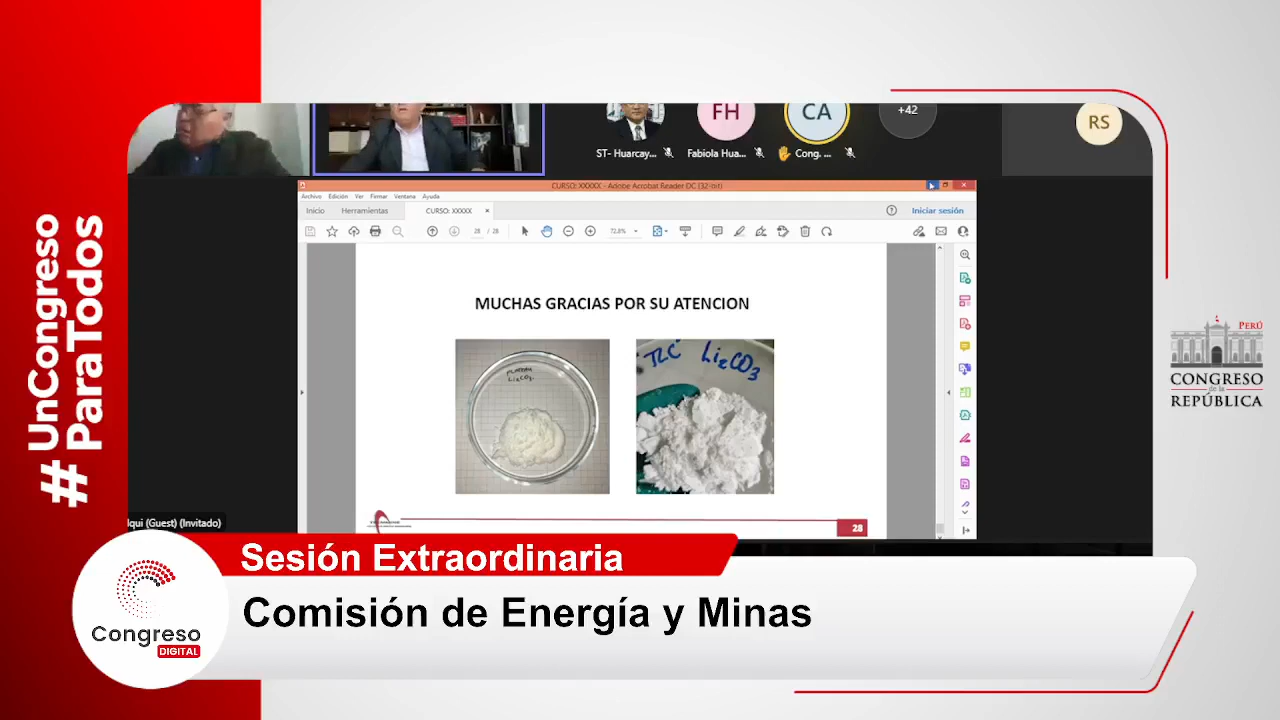 #UnCongreso
ParaTodos
FH
CA
+42
RS
ST- Huarcay...
Fabiola Hua...
Cong. ...
CURSO: XXXXX - Adobe Acrobat Reader DC (32-bit)
Archivo Edición Ver Firmar Ventana Ayuda
Inicio Herramientas CURSO: XXXXX Iniciar sesión
28 / 28 72,8%
MUCHAS GRACIAS POR SU ATENCION
Li2CO3
TLC Li2CO3
28
lqui (Guest) (Invitado)
PERÚ
CONGRESO
de la
REPÚBLICA
Sesión Extraordinaria
Comisión de Energía y Minas
Congreso
DIGITAL